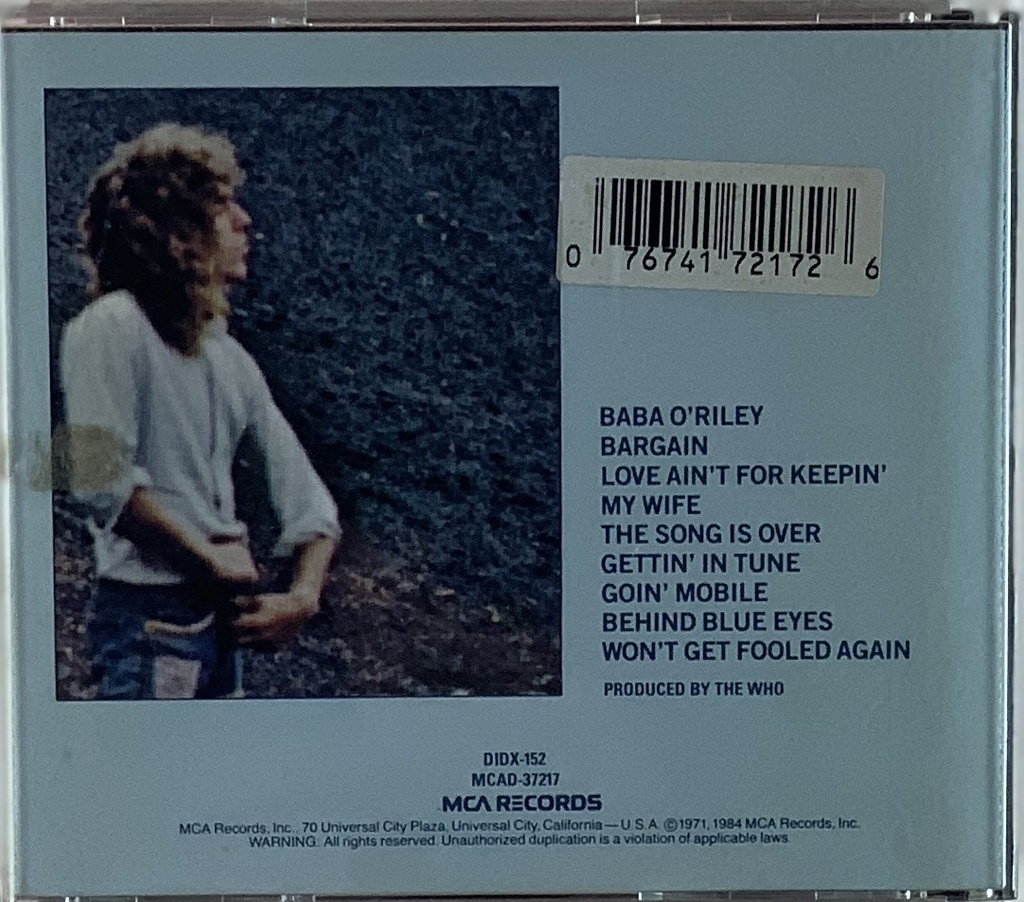 0 76741 72172 6
BABA O'RILEY
BARGAIN
LOVE AIN'T FOR KEEPIN'
MY WIFE
THE SONG IS OVER
GETTIN' IN TUNE
GOIN' MOBILE
BEHIND BLUE EYES
WON'T GET FOOLED AGAIN
PRODUCED BY THE WHO
DIDX-152
MCAD-37217
MCA RECORDS
MCA Records, Inc., 70 Universal City Plaza, Universal City, California — U.S.A. ©1971, 1984 MCA Records, Inc.
WARNING: All rights reserved. Unauthorized duplication is a violation of applicable laws.